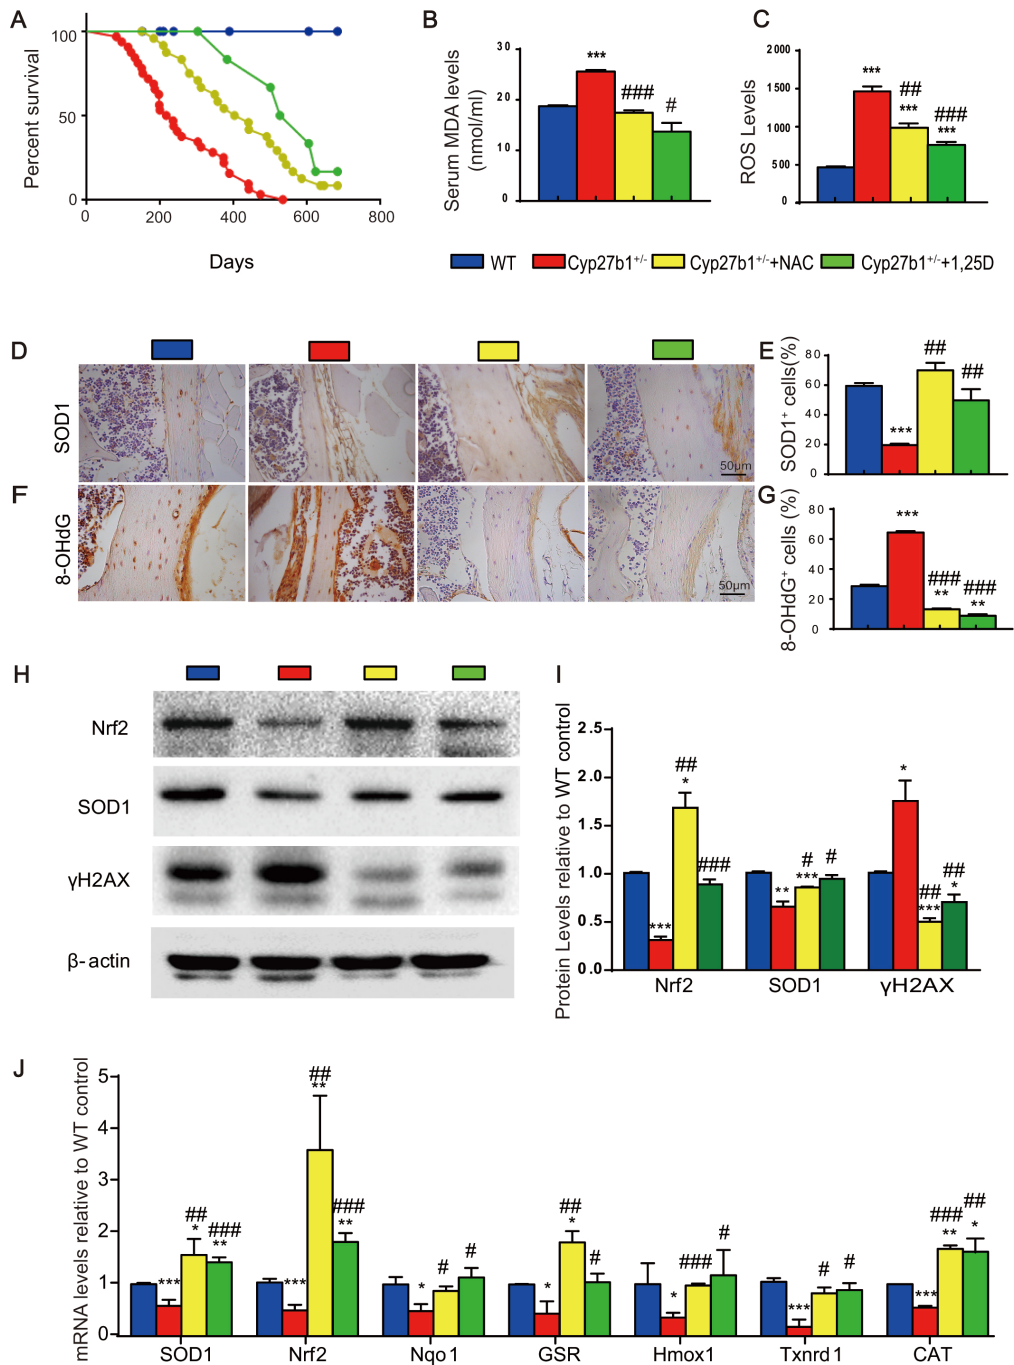 A
Percent survival
100
50
0
0
200
400
600
800
Days
B
Serum MDA levels
(nmol/ml)
30
20
10
0
***
###
#
C
ROS Levels
2 000
1500
1000
500
0
***
##
***
###
***
WT
Cyp27b1+/-
Cyp27b1+/-+NAC
Cyp27b1+/-+1,25D
D
SOD1
50μm
E
SOD1+ cells(%)
80
60
40
20
0
***
##
##
F
8-OHdG
50μm
G
8-OHdG+ cells (%)
80
60
40
20
0
***
###
**
###
**
H
Nrf2
SOD1
γH2AX
β- actin
I
Protein Levels relative to WT control
2.5
2.0
1.5
1.0
0.5
0.0
***
##
*
###
**
#
***
#
*
##
***
##
*
Nrf2
SOD1
γH2AX
J
mRNA levels relative to WT control
5
4
3
2
1
0
***
##
*
###
**
***
##
**
###
**
*
#
#
*
##
*
#
*
###
#
***
#
#
***
###
**
##
*
SOD1
Nrf2
Nqo1
GSR
Hmox1
Txnrd1
CAT